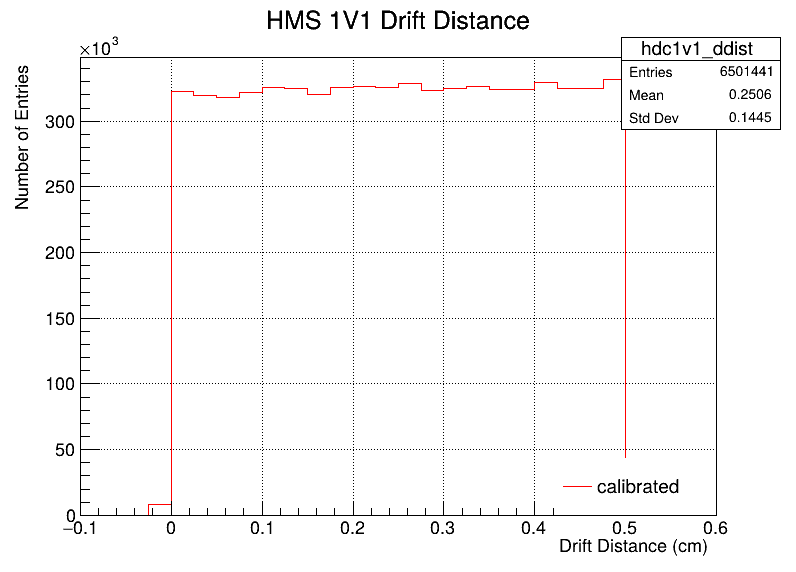 HMS 1V1 Drift Distance
×10³
hdc1v1_ddist
Entries 6501441
Mean 0.2506
Std Dev 0.1445
Number of Entries
300
250
200
150
100
50
0
calibrated
−0.1 0 0.1 0.2 0.3 0.4 0.5 0.6
Drift Distance (cm)